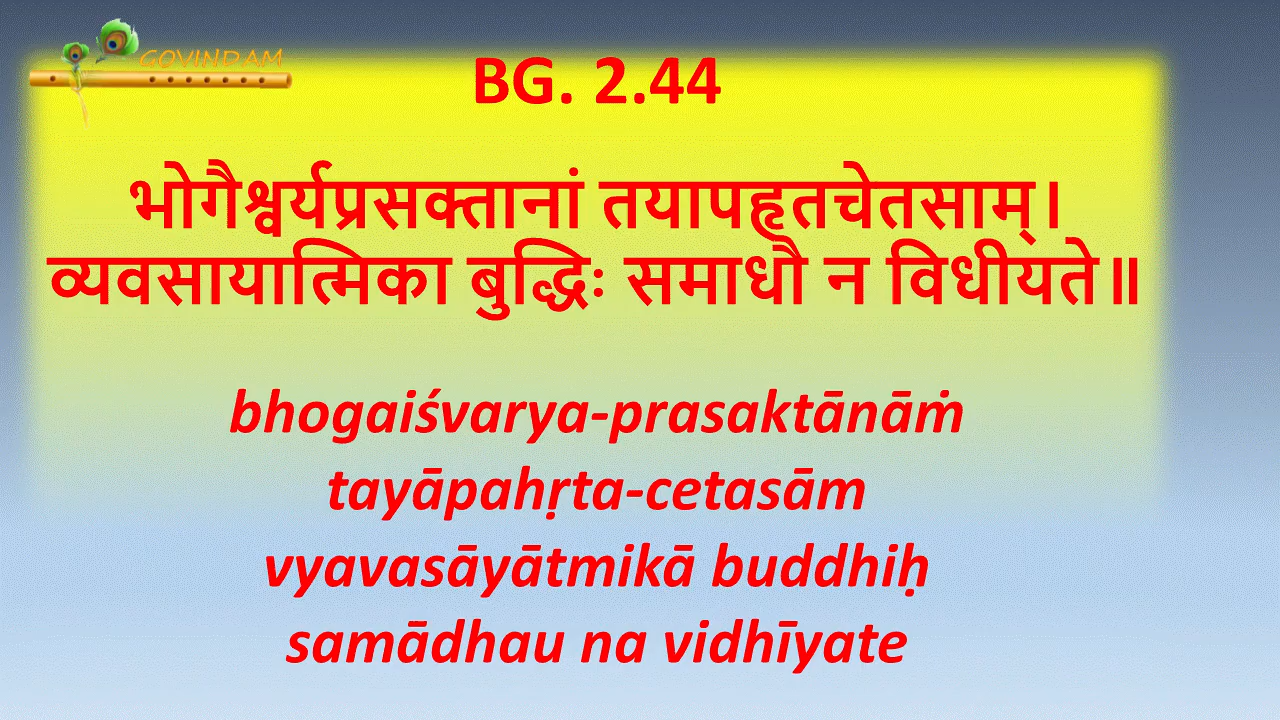 GOVINDAM
BG. 2.44
भोगैश्वर्यप्रसक्तानां तयापहृतचेतसाम्।
व्यवसायात्मिका बुद्धिः समाधौ न विधीयते॥
bhogaiśvarya-prasaktānāṁ
tayāpahṛta-cetasām
vyavasāyātmikā buddhiḥ
samādhau na vidhīyate